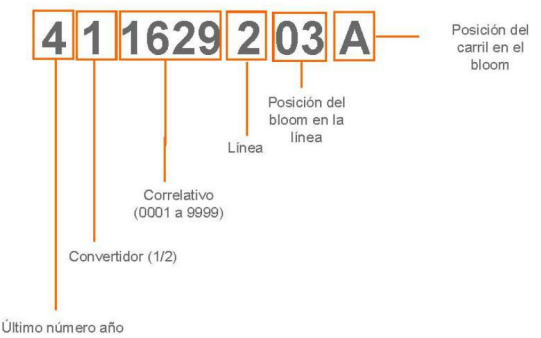 4 1 1629 2 03 A
Posición del
carril en el
bloom
Posición del
bloom en la
línea
Línea
Correlativo
(0001 a 9999)
Convertidor (1/2)
Último número año